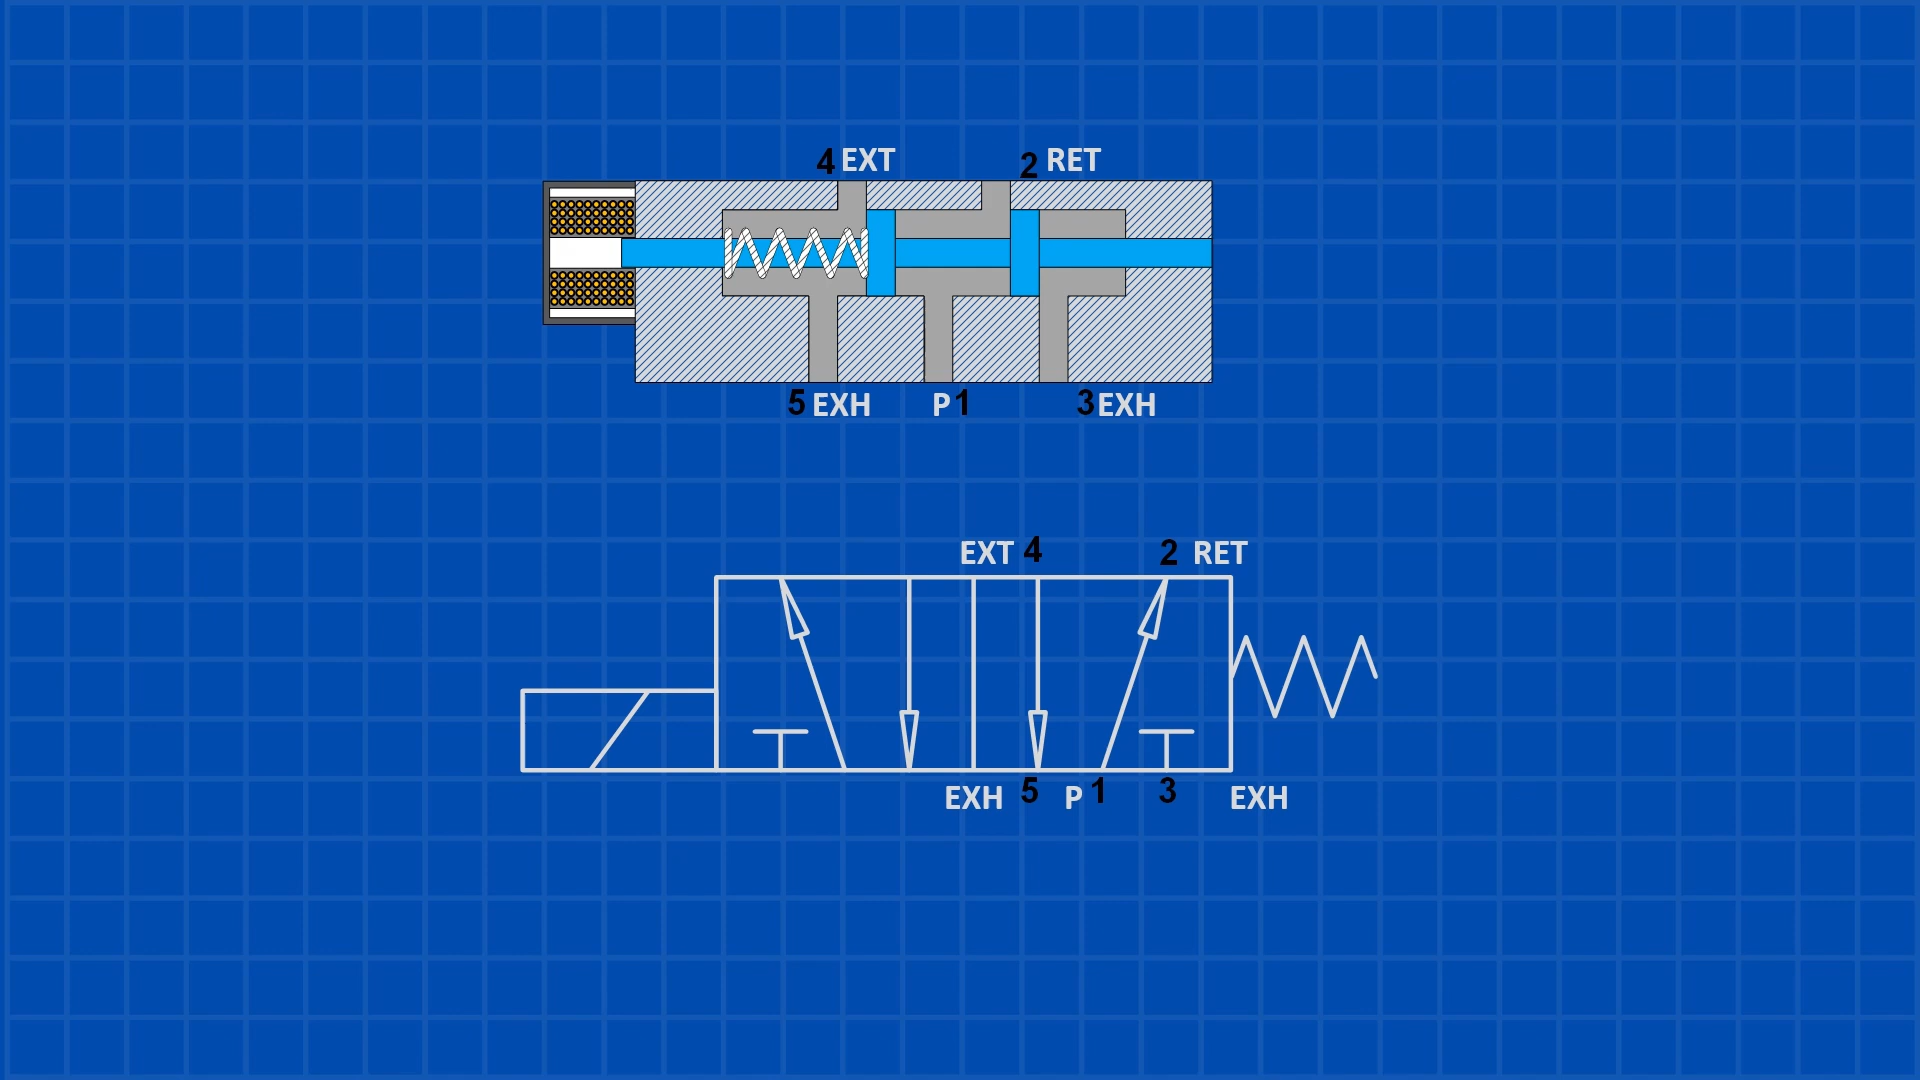 4 EXT 2 RET
5 EXH P 1 3 EXH
EXT 4 2 RET
EXH 5 P 1 3 EXH